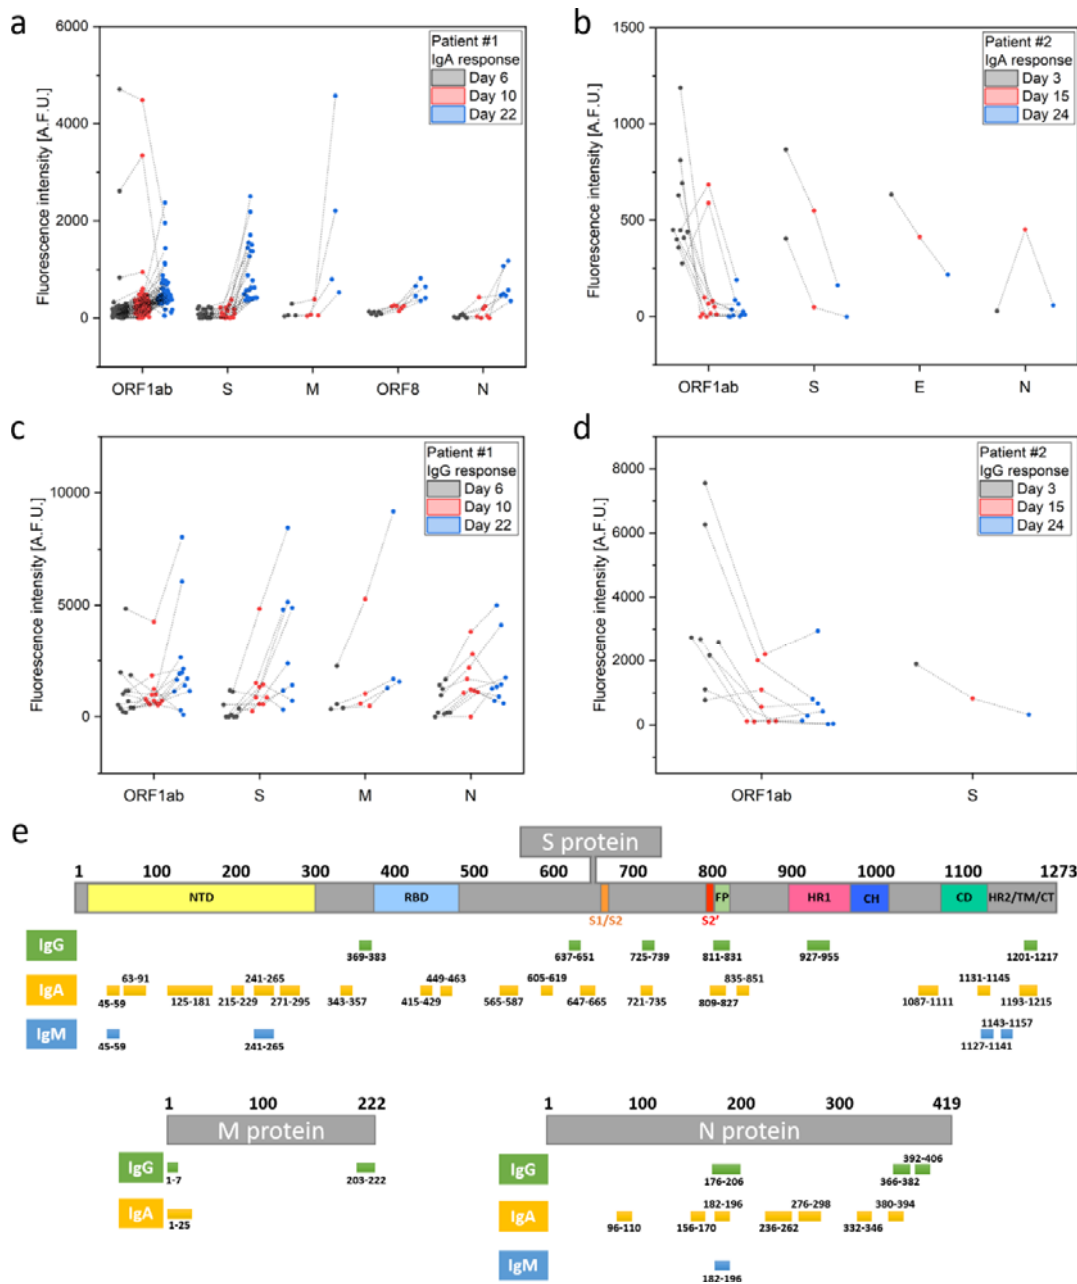 a
6000
4000
2000
0
Fluorescence intensity [A.F.U.]
Patient #1
IgA response
Day 6
Day 10
Day 22
ORF1ab S M ORF8 N
b
1500
1000
500
0
Fluorescence intensity [A.F.U.]
Patient #2
IgA response
Day 3
Day 15
Day 24
ORF1ab S E N
c
10000
5000
0
Fluorescence intensity [A.F.U.]
Patient #1
IgG response
Day 6
Day 10
Day 22
ORF1ab S M N
d
8000
6000
4000
2000
0
Fluorescence intensity [A.F.U.]
Patient #2
IgG response
Day 3
Day 15
Day 24
ORF1ab S
e
S protein
1 100 200 300 400 500 600 700 800 900 1000 1100 1273
NTD RBD FP HR1 CH CD HR2/TM/CT
S1/S2 S2'
IgG
369-383 637-651 725-739 811-831 927-955 1201-1217
63-91 241-265 449-463 605-619 835-851 1131-1145
IgA
45-59 125-181 215-229 271-295 343-357 415-429 565-587 647-665 721-735 809-827 1087-1111 1193-1215
1143-1157
IgM
45-59 241-265 1127-1141
1 100 222
M protein
IgG
1-7 203-222
IgA
1-25
1 100 200 300 419
N protein
392-406
IgG
176-206 366-382
182-196 276-298 380-394
IgA
96-110 156-170 236-262 332-346
IgM
182-196